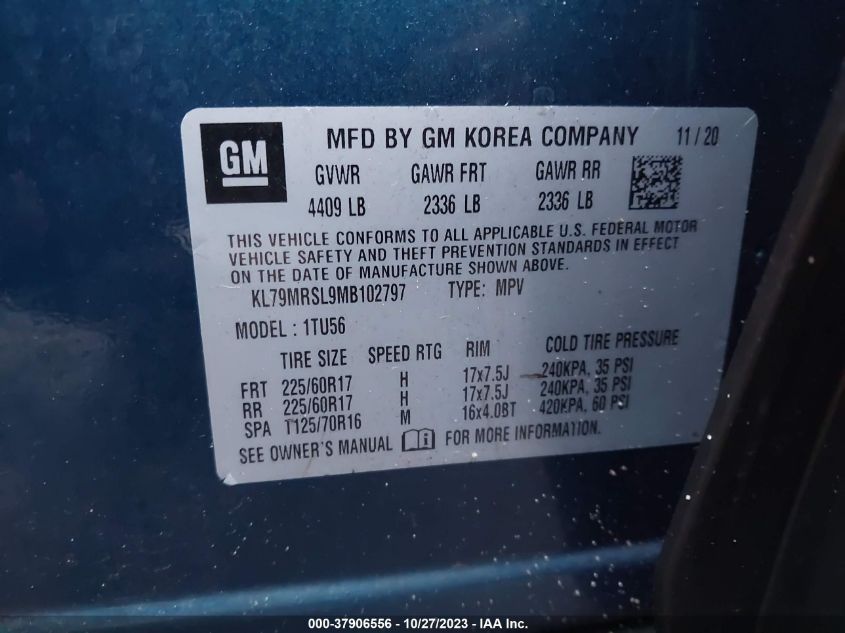 GM MFD BY GM KOREA COMPANY 11/20
GVWR GAWR FRT GAWR RR
4409 LB 2336 LB 2336 LB
THIS VEHICLE CONFORMS TO ALL APPLICABLE U.S. FEDERAL MOTOR
VEHICLE SAFETY AND THEFT PREVENTION STANDARDS IN EFFECT
ON THE DATE OF MANUFACTURE SHOWN ABOVE.
KL79MRSL9MB102797 TYPE: MPV
MODEL : 1TU56
TIRE SIZE SPEED RTG RIM COLD TIRE PRESSURE
FRT 225/60R17 H 17x7.5J 240KPA, 35 PSI
RR 225/60R17 H 17x7.5J 240KPA, 35 PSI
SPA T125/70R16 M 16x4.0BT 420KPA, 60 PSI
SEE OWNER'S MANUAL FOR MORE INFORMATION.
000-37906556 - 10/27/2023 - IAA Inc.